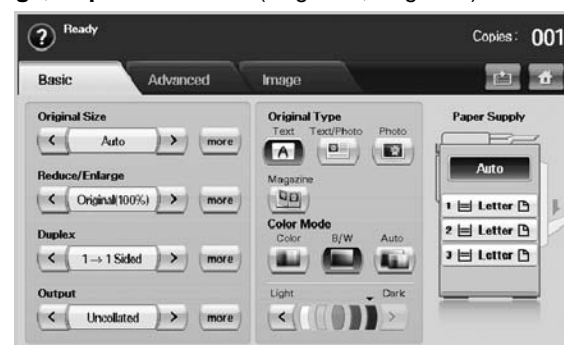 Ready
Copies: 001
Basic Advanced Image
Original Size
< Auto > more
Reduce/Enlarge
< Original(100%) > more
Duplex
< 1→1 Sided > more
Output
< Uncollated > more
Original Type
Text Text/Photo Photo
A
Magazine
Color Mode
Color B/W Auto
Light Dark
< >
Paper Supply
Auto
1 Letter
2 Letter
3 Letter